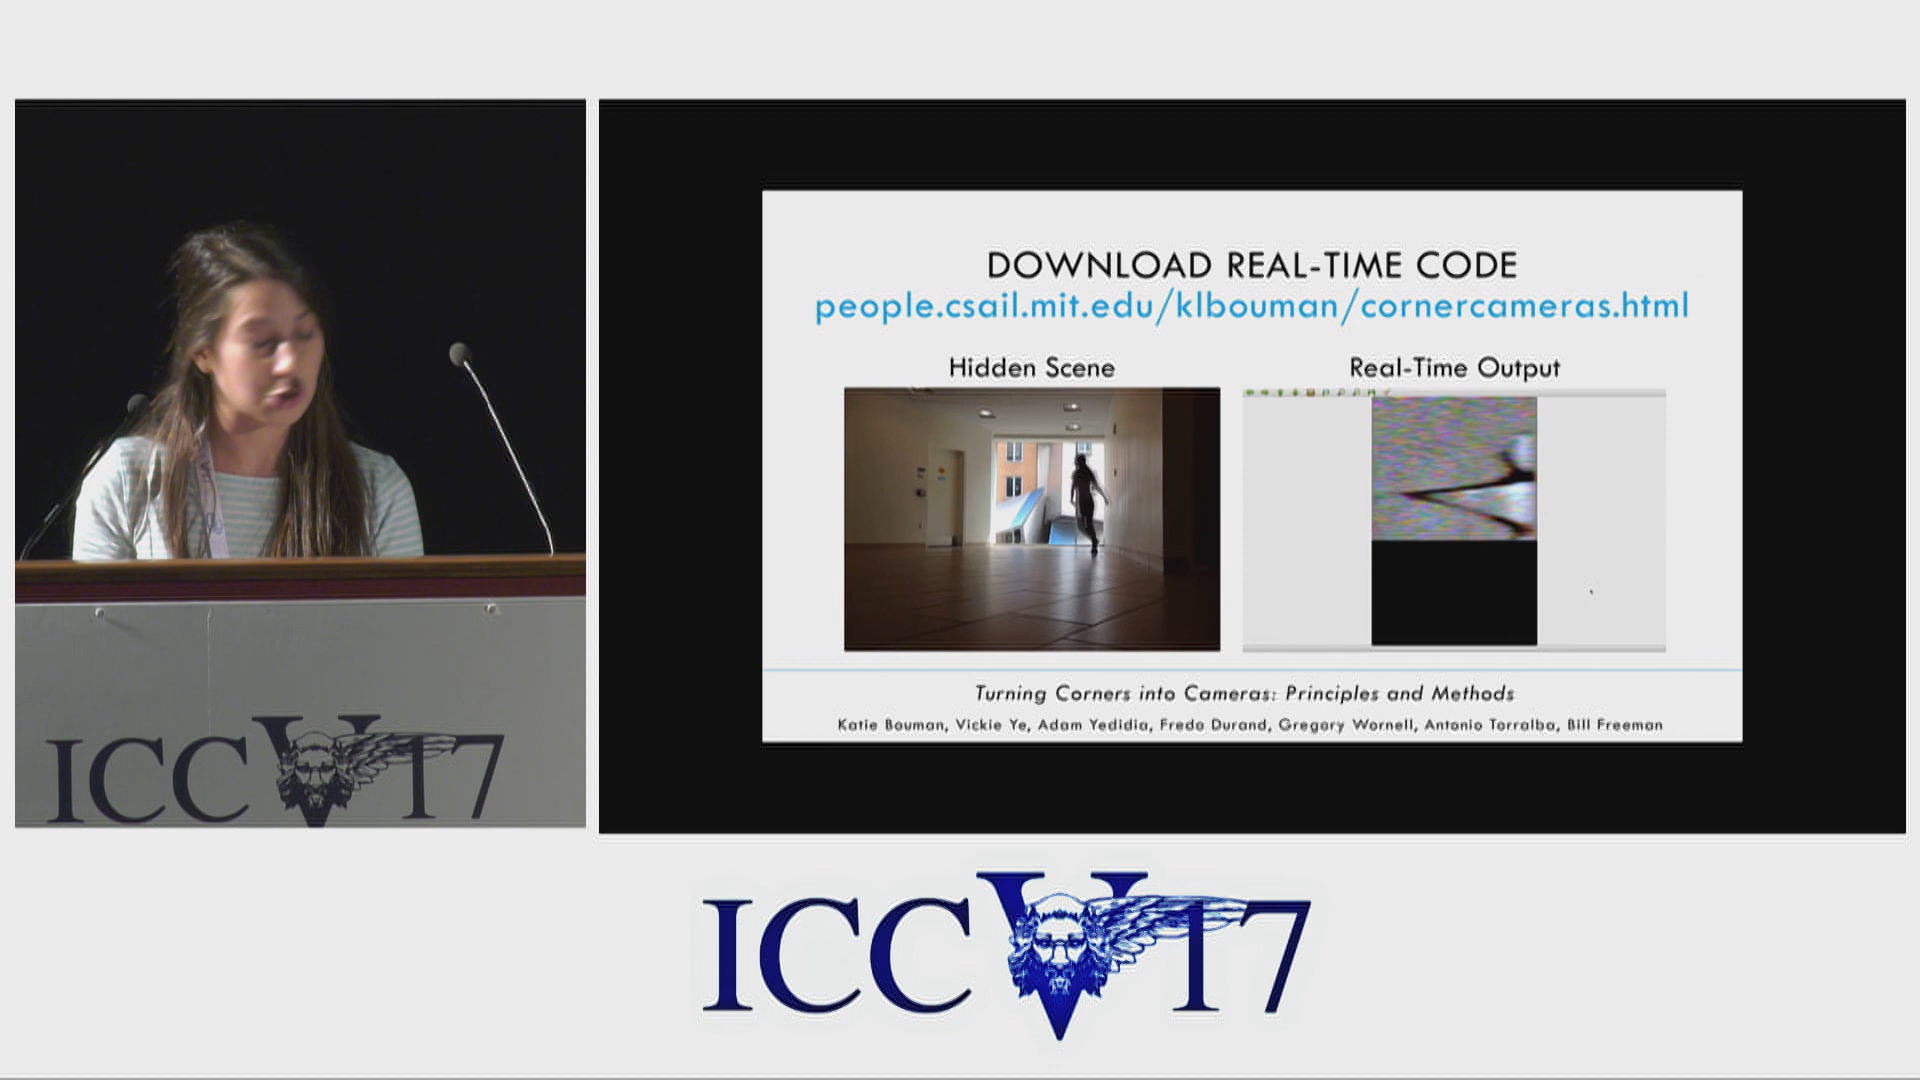 DOWNLOAD REAL-TIME CODE
people.csail.mit.edu/klbouman/cornercameras.html
Hidden Scene
Real-Time Output
Turning Corners into Cameras: Principles and Methods
Katie Bouman, Vickie Ye, Adam Yedidia, Fredo Durand, Gregory Wornell, Antonio Torralba, Bill Freeman
ICCV17
ICCV17